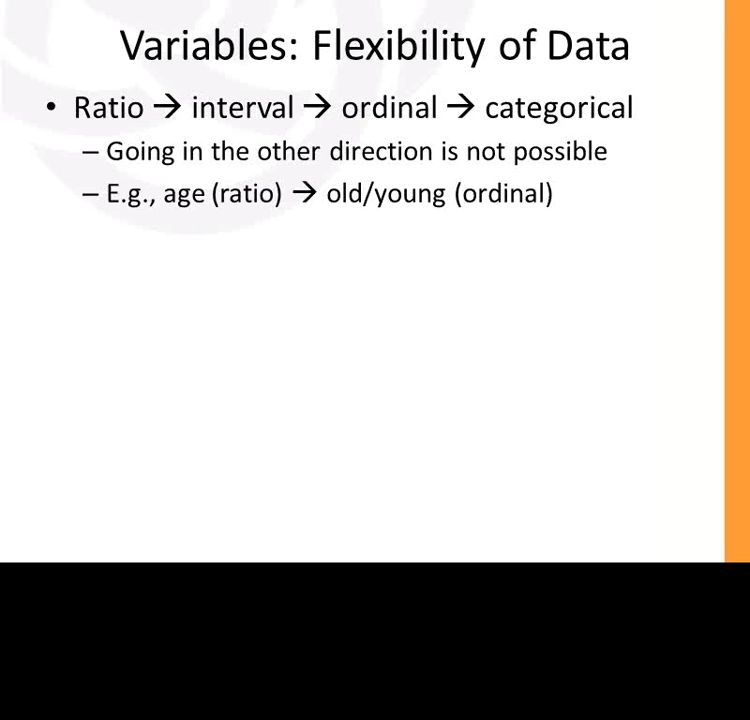 Variables: Flexibility of Data
• Ratio → interval → ordinal → categorical
– Going in the other direction is not possible
– E.g., age (ratio) → old/young (ordinal)